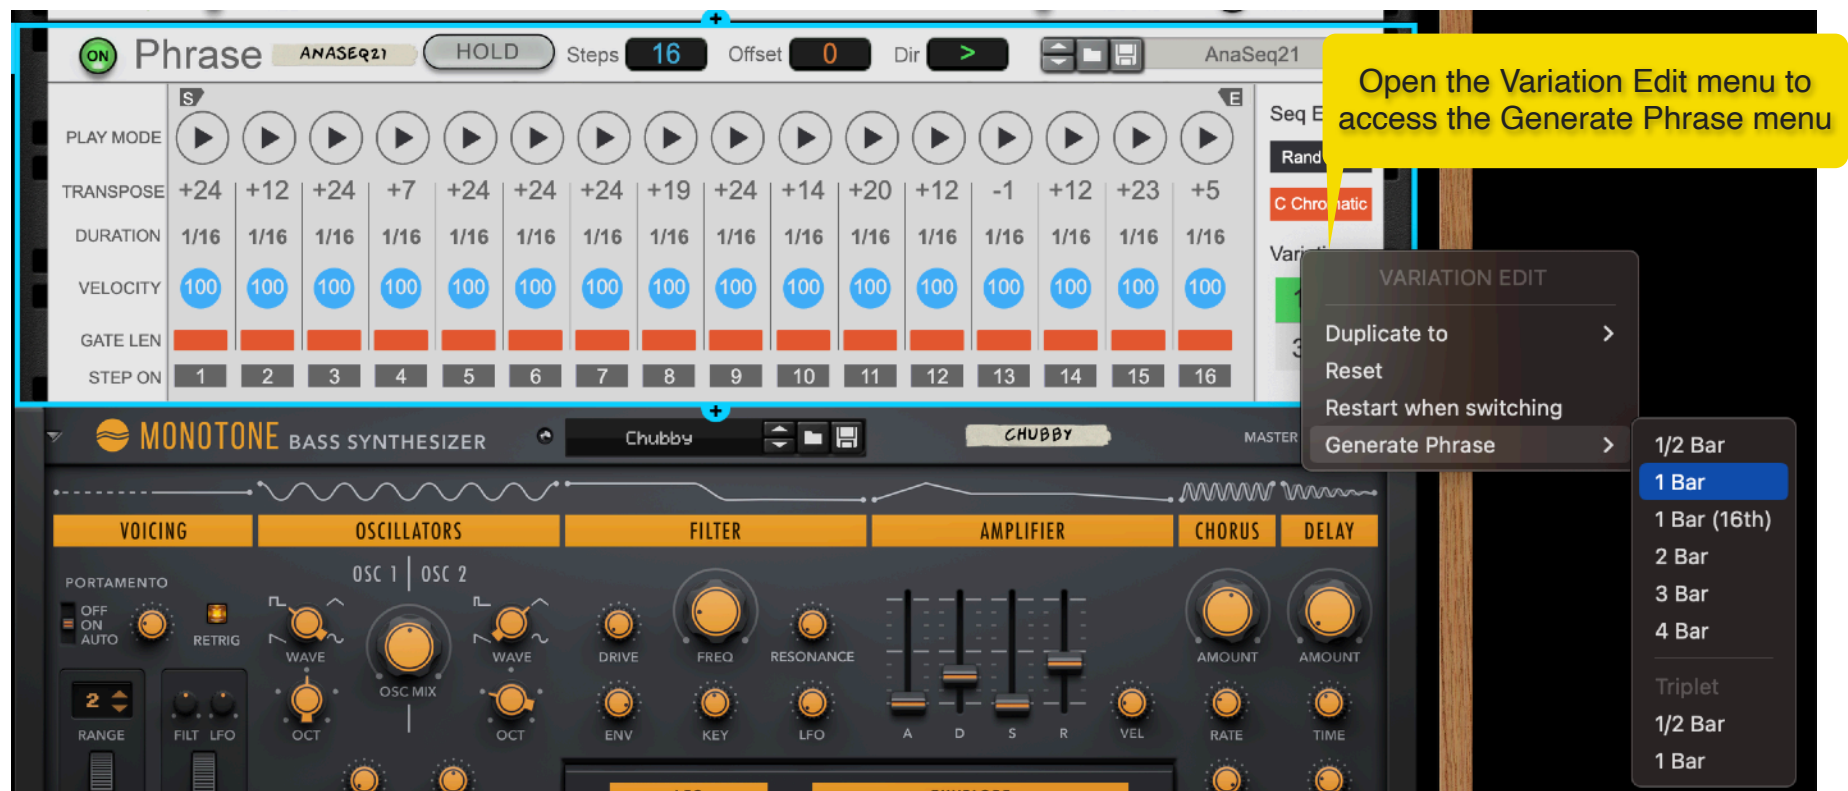 ON Phrase ANASEQ21 HOLD Steps 16 Offset 0 Dir > AnaSeq21
Open the Variation Edit menu to
access the Generate Phrase menu
S E
PLAY MODE
TRANSPOSE +24 +12 +24 +7 +24 +24 +24 +19 +24 +14 +20 +12 -1 +12 +23 +5
DURATION 1/16 1/16 1/16 1/16 1/16 1/16 1/16 1/16 1/16 1/16 1/16 1/16 1/16 1/16 1/16 1/16
VELOCITY 100 100 100 100 100 100 100 100 100 100 100 100 100 100 100 100
GATE LEN
STEP ON 1 2 3 4 5 6 7 8 9 10 11 12 13 14 15 16
Seq E
Rand
C Chromatic
VARIATION EDIT
Duplicate to
Reset
Restart when switching
Generate Phrase
1/2 Bar
1 Bar
1 Bar (16th)
2 Bar
3 Bar
4 Bar
Triplet
1/2 Bar
1 Bar
MONOTONE BASS SYNTHESIZER Chubby CHUBBY MASTER
VOICING OSCILLATORS FILTER AMPLIFIER CHORUS DELAY
PORTAMENTO
OFF
ON
AUTO
RETRIG
OSC 1 OSC 2
WAVE WAVE
OSC MIX
OCT OCT
2
RANGE FILT LFO
DRIVE FREQ RESONANCE
ENV KEY LFO
A D S R VEL
AMOUNT AMOUNT
RATE TIME